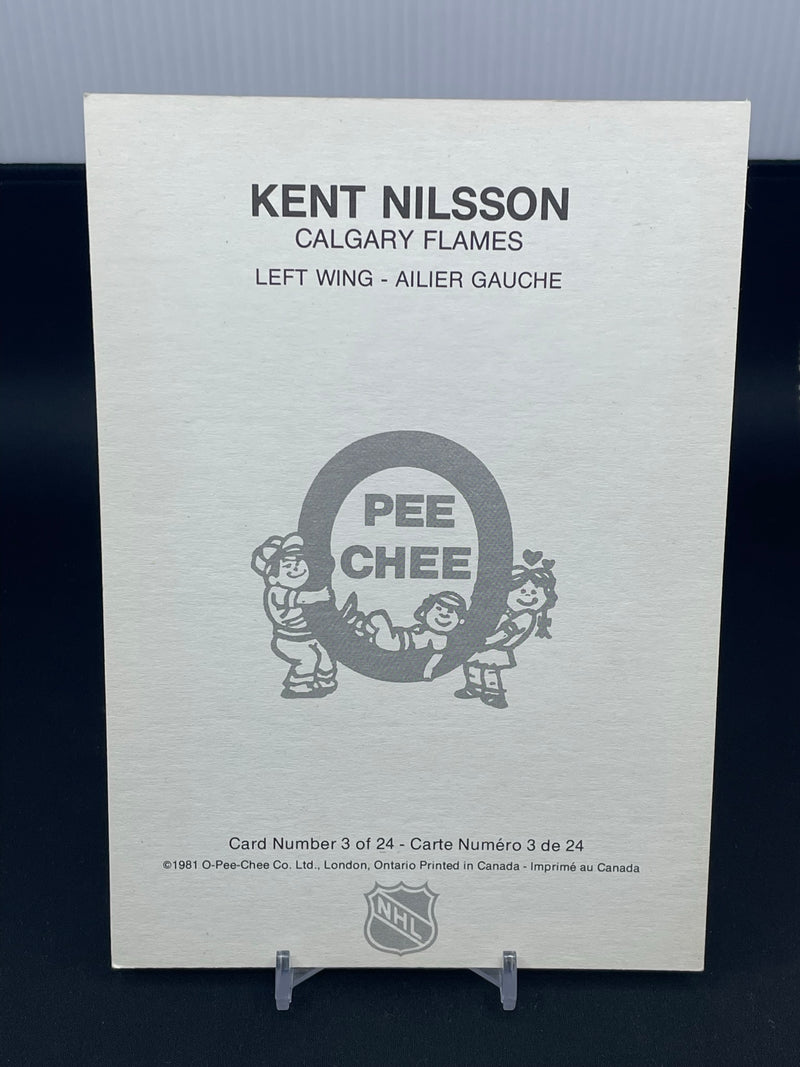 KENT NILSSON
CALGARY FLAMES
LEFT WING - AILIER GAUCHE
O
PEE
CHEE
Card Number 3 of 24 - Carte Numéro 3 de 24
©1981 O-Pee-Chee Co. Ltd., London, Ontario Printed in Canada - Imprimé au Canada
NHL